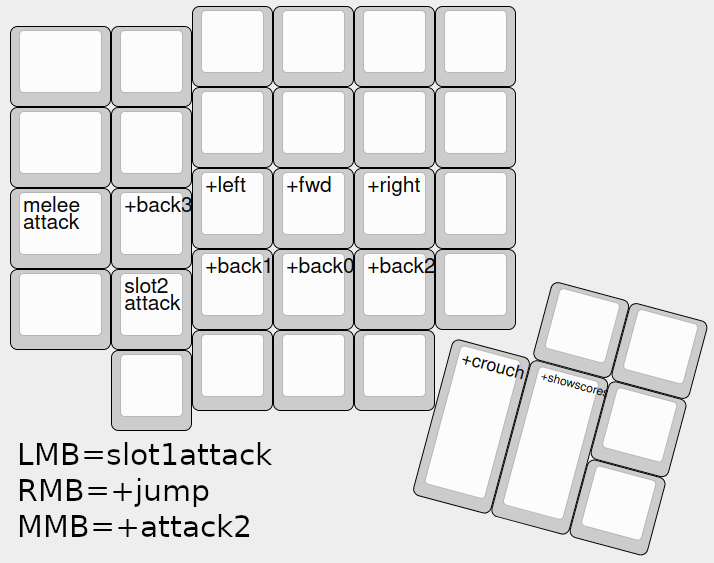 +left
+fwd
+right
melee
attack
+back3
+back1
+back0
+back2
slot2
attack
+crouch
+showscores
LMB=slot1attack
RMB=+jump
MMB=+attack2